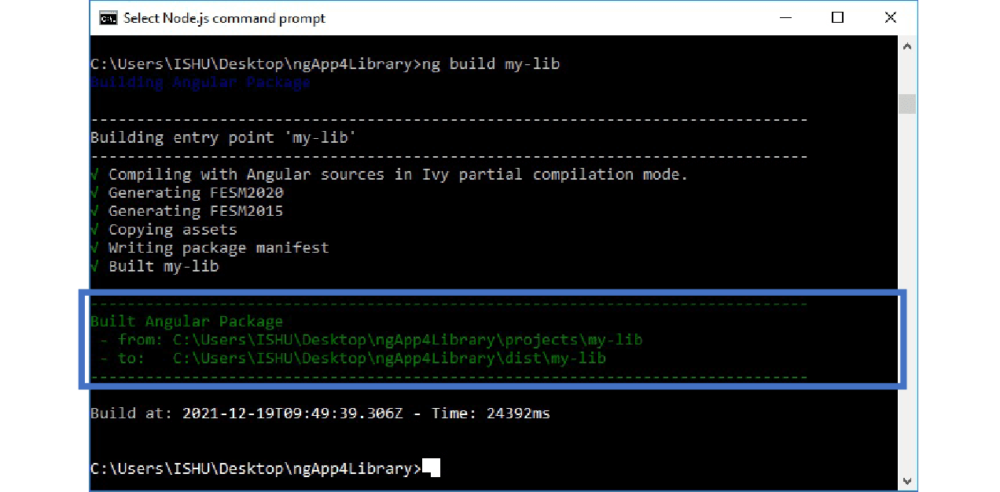 Select Node.js command prompt
C:\Users\ISHU\Desktop\ngApp4Library>ng build my-lib
Building Angular Package
------------------------------------------------------------------------------
Building entry point 'my-lib'
------------------------------------------------------------------------------
√ Compiling with Angular sources in Ivy partial compilation mode.
√ Generating FESM2020
√ Generating FESM2015
√ Copying assets
√ Writing package manifest
√ Built my-lib
------------------------------------------------------------------------------
Built Angular Package
 - from: C:\Users\ISHU\Desktop\ngApp4Library\projects\my-lib
 - to:   C:\Users\ISHU\Desktop\ngApp4Library\dist\my-lib
------------------------------------------------------------------------------
Build at: 2021-12-19T09:49:39.306Z - Time: 24392ms
C:\Users\ISHU\Desktop\ngApp4Library>